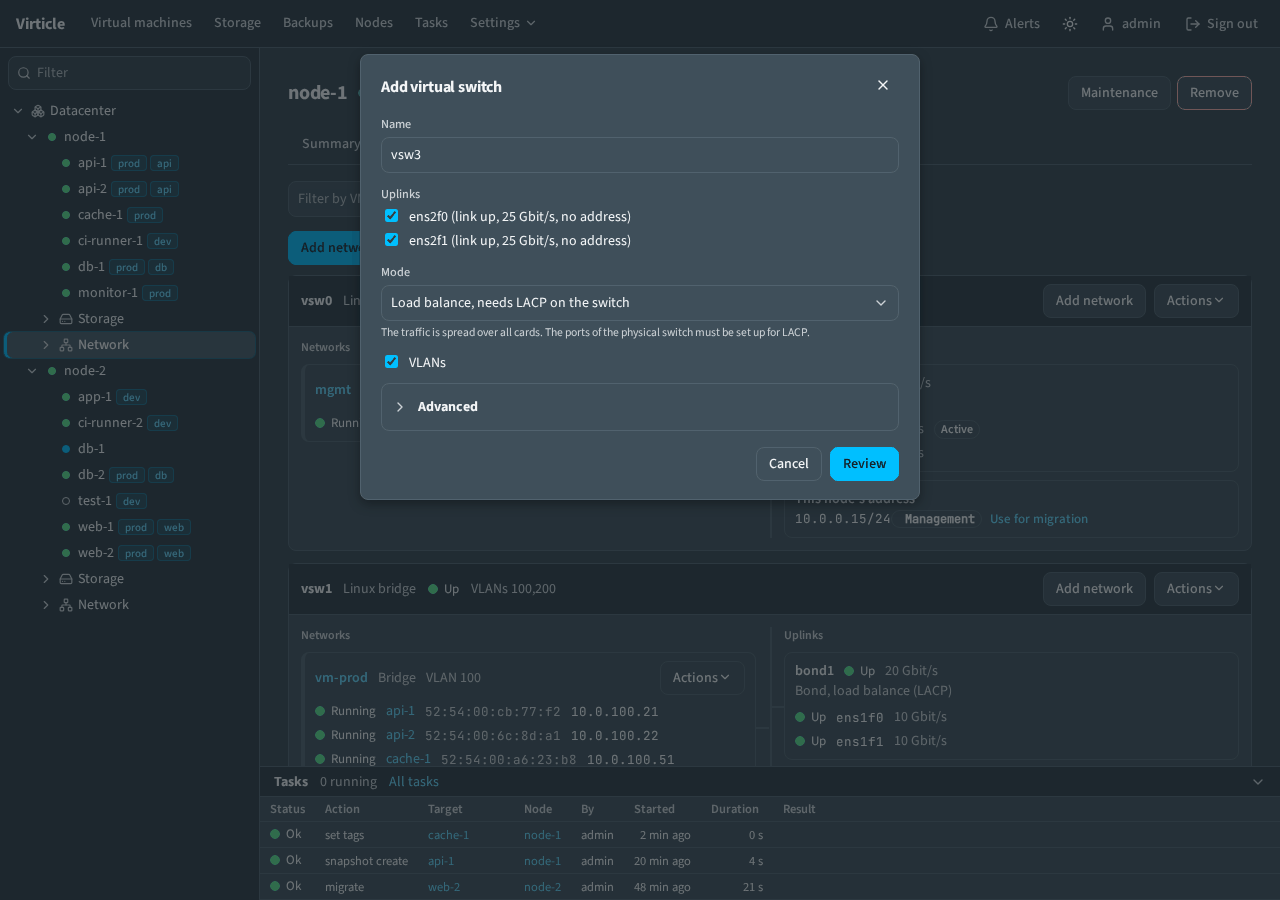 Virticle Virtual machines Storage Backups Nodes Tasks Settings Alerts admin Sign out
Filter
Datacenter
node-1
api-1 prod api
api-2 prod api
cache-1 prod
ci-runner-1 dev
db-1 prod db
monitor-1 prod
Storage
Network
node-2
app-1 dev
ci-runner-2 dev
db-1
db-2 prod db
test-1 dev
web-1 prod web
web-2 prod web
Storage
Network
node-1 Maintenance Remove
Summary
Filter by VM
Add netwo
Add virtual switch
Name
vsw3
Uplinks
ens2f0 (link up, 25 Gbit/s, no address)
ens2f1 (link up, 25 Gbit/s, no address)
Mode
Load balance, needs LACP on the switch
The traffic is spread over all cards. The ports of the physical switch must be set up for LACP.
VLANs
Advanced
Cancel Review
vsw0 Lin Add network Actions
Networks
mgmt
Runn
/s
s Active
s
This node's address
10.0.0.15/24 Management Use for migration
vsw1 Linux bridge Up VLANs 100,200 Add network Actions
Networks
vm-prod Bridge VLAN 100 Actions
Running api-1 52:54:00:cb:77:f2 10.0.100.21
Running api-2 52:54:00:6c:8d:a1 10.0.100.22
Running cache-1 52:54:00:a6:23:b8 10.0.100.51
Uplinks
bond1 Up 20 Gbit/s
Bond, load balance (LACP)
Up ens1f0 10 Gbit/s
Up ens1f1 10 Gbit/s
Tasks 0 running All tasks
Status Action Target Node By Started Duration Result
Ok set tags cache-1 node-1 admin 2 min ago 0 s
Ok snapshot create api-1 node-1 admin 20 min ago 4 s
Ok migrate web-2 node-2 admin 48 min ago 21 s